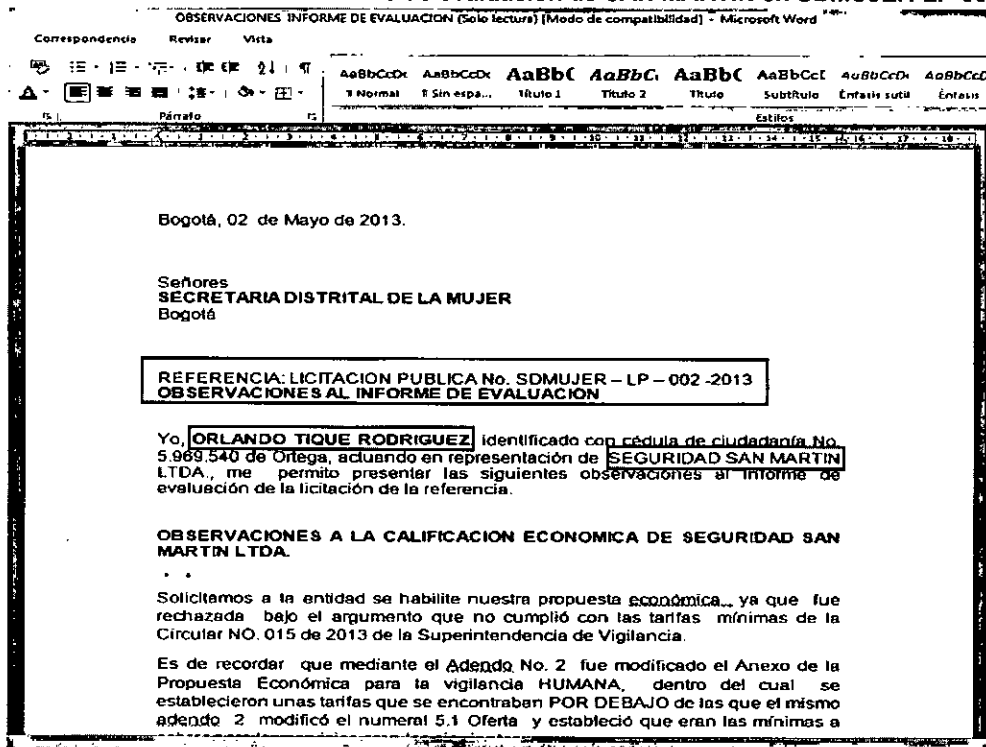 OBSERVACIONES INFORME DE EVALUACION (Solo lectura) [Modo de compatibilidad] - Microsoft Word
Correspondencia Revisar Vista
AaBbCcDc AaBbCcDc AaBbC AaBbC AaBbC AaBbCcI AaBbCcDc AaBbCcD
¶ Normal ¶ Sin espa... Título 1 Título 2 Título Subtítulo Énfasis sutil Énfasis
Párrafo Estilos
Bogotá, 02 de Mayo de 2013.
Señores
SECRETARIA DISTRITAL DE LA MUJER
Bogotá
REFERENCIA: LICITACION PUBLICA No. SDMUJER – LP – 002 -2013
OBSERVACIONES AL INFORME DE EVALUACION
Yo, ORLANDO TIQUE RODRIGUEZ identificado con cédula de ciudadanía No.
5.969.540 de Ortega, actuando en representación de SEGURIDAD SAN MARTIN
LTDA., me permito presentar las siguientes observaciones al informe de
evaluación de la licitación de la referencia.
OBSERVACIONES A LA CALIFICACION ECONOMICA DE SEGURIDAD SAN
MARTIN LTDA.
Solicitamos a la entidad se habilite nuestra propuesta económica., ya que fue
rechazada bajo el argumento que no cumplió con las tarifas mínimas de la
Circular NO. 015 de 2013 de la Superintendencia de Vigilancia.
Es de recordar que mediante el Adendo No. 2 fue modificado el Anexo de la
Propuesta Económica para la vigilancia HUMANA, dentro del cual se
establecieron unas tarifas que se encontraban POR DEBAJO de las que el mismo
adendo 2 modificó el numeral 5.1 Oferta y estableció que eran las mínimas a